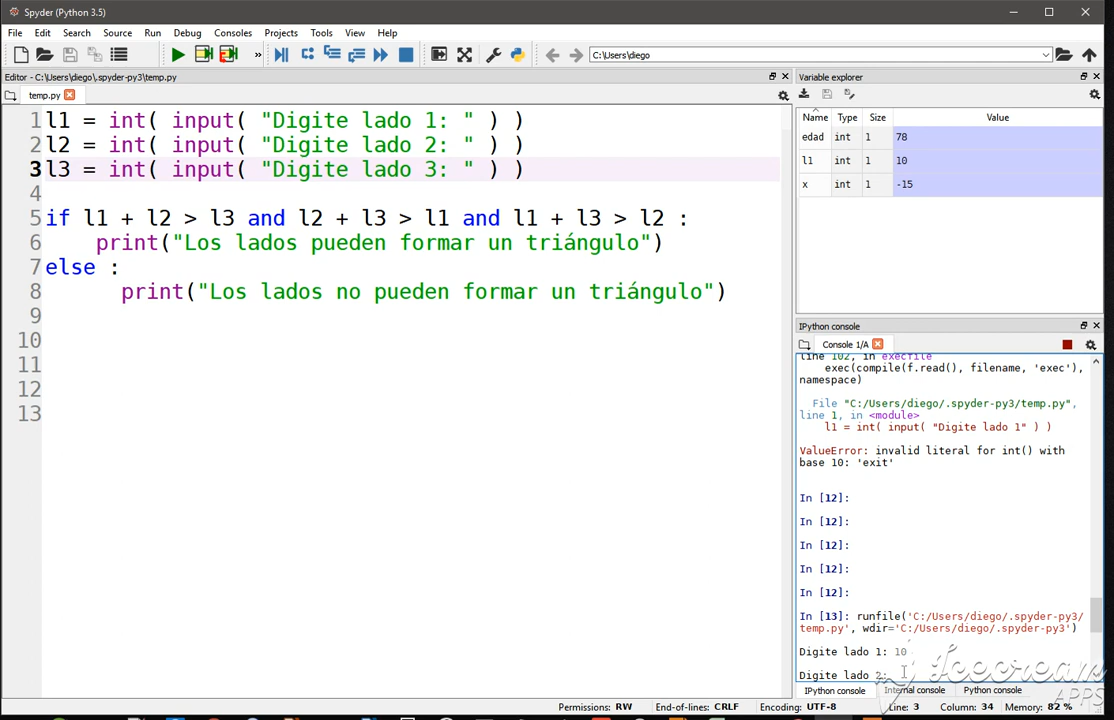 Spyder (Python 3.5)
File Edit Search Source Run Debug Consoles Projects Tools View Help
» C:\Users\diego
Editor - C:\Users\diego\.spyder-py3\temp.py
temp.py
1 l1 = int( input( "Digite lado 1: " ) )
2 l2 = int( input( "Digite lado 2: " ) )
3 l3 = int( input( "Digite lado 3: " ) )
4
5 if l1 + l2 > l3 and l2 + l3 > l1 and l1 + l3 > l2 :
6 print("Los lados pueden formar un triángulo")
7 else :
8 print("Los lados no pueden formar un triángulo")
9
10
11
12
13
Variable explorer
Name Type Size Value
edad int 1 78
l1 int 1 10
x int 1 -15
IPython console
Console 1/A
line 102, in execfile
exec(compile(f.read(), filename, 'exec'),
namespace)
File "C:/Users/diego/.spyder-py3/temp.py",
line 1, in <module>
l1 = int( input( "Digite lado 1" ) )
ValueError: invalid literal for int() with
base 10: 'exit'
In [12]:
In [12]:
In [12]:
In [12]:
In [12]:
In [13]: runfile('C:/Users/diego/.spyder-py3/
temp.py', wdir='C:/Users/diego/.spyder-py3')
Digite lado 1: 10
Digite lado 2:
Icecream
APPS
IPython console Internal console Python console
Permissions: RW End-of-lines: CRLF Encoding: UTF-8 Line: 3 Column: 34 Memory: 82 %